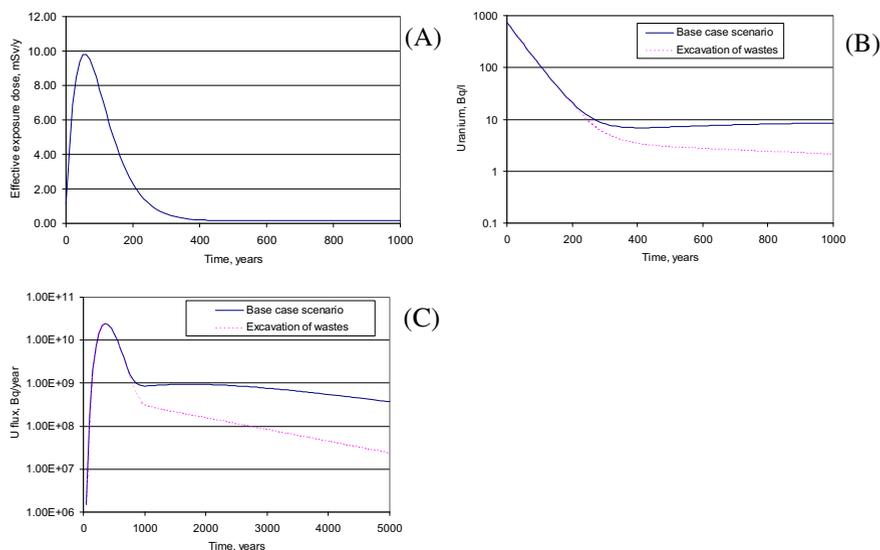 (A)
Effective exposure dose, mSv/y
12.00
10.00
8.00
6.00
4.00
2.00
0.00
0 200 400 600 800 1000
Time, years
(B)
Uranium, Bq/l
1000
100
10
1
0.1
Base case scenario
Excavation of wastes
0 200 400 600 800 1000
Time, years
(C)
U flux, Bq/year
1.00E+11
1.00E+10
1.00E+09
1.00E+08
1.00E+07
1.00E+06
Base case scenario
Excavation of wastes
0 1000 2000 3000 4000 5000
Time, years